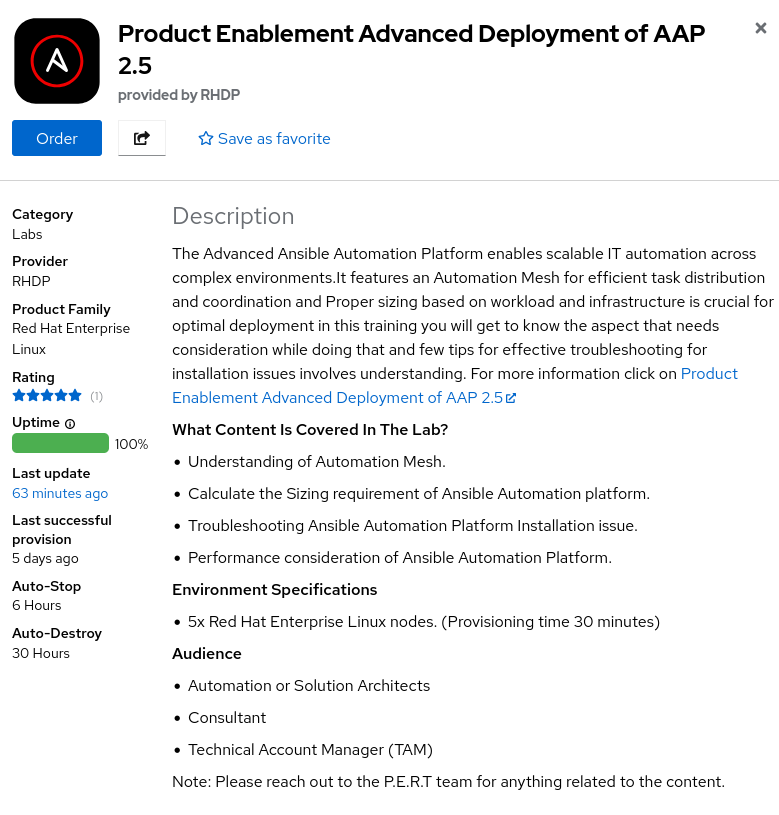 Product Enablement Advanced Deployment of AAP
2.5
provided by RHDP
Order
Save as favorite
Category
Labs
Provider
RHDP
Product Family
Red Hat Enterprise
Linux
Rating
(1)
Uptime
100%
Last update
63 minutes ago
Last successful
provision
5 days ago
Auto-Stop
6 Hours
Auto-Destroy
30 Hours
Description
The Advanced Ansible Automation Platform enables scalable IT automation across
complex environments.It features an Automation Mesh for efficient task distribution
and coordination and Proper sizing based on workload and infrastructure is crucial for
optimal deployment in this training you will get to know the aspect that needs
consideration while doing that and few tips for effective troubleshooting for
installation issues involves understanding. For more information click on Product
Enablement Advanced Deployment of AAP 2.5
What Content Is Covered In The Lab?
• Understanding of Automation Mesh.
• Calculate the Sizing requirement of Ansible Automation platform.
• Troubleshooting Ansible Automation Platform Installation issue.
• Performance consideration of Ansible Automation Platform.
Environment Specifications
• 5x Red Hat Enterprise Linux nodes. (Provisioning time 30 minutes)
Audience
• Automation or Solution Architects
• Consultant
• Technical Account Manager (TAM)
Note: Please reach out to the P.E.R.T team for anything related to the content.